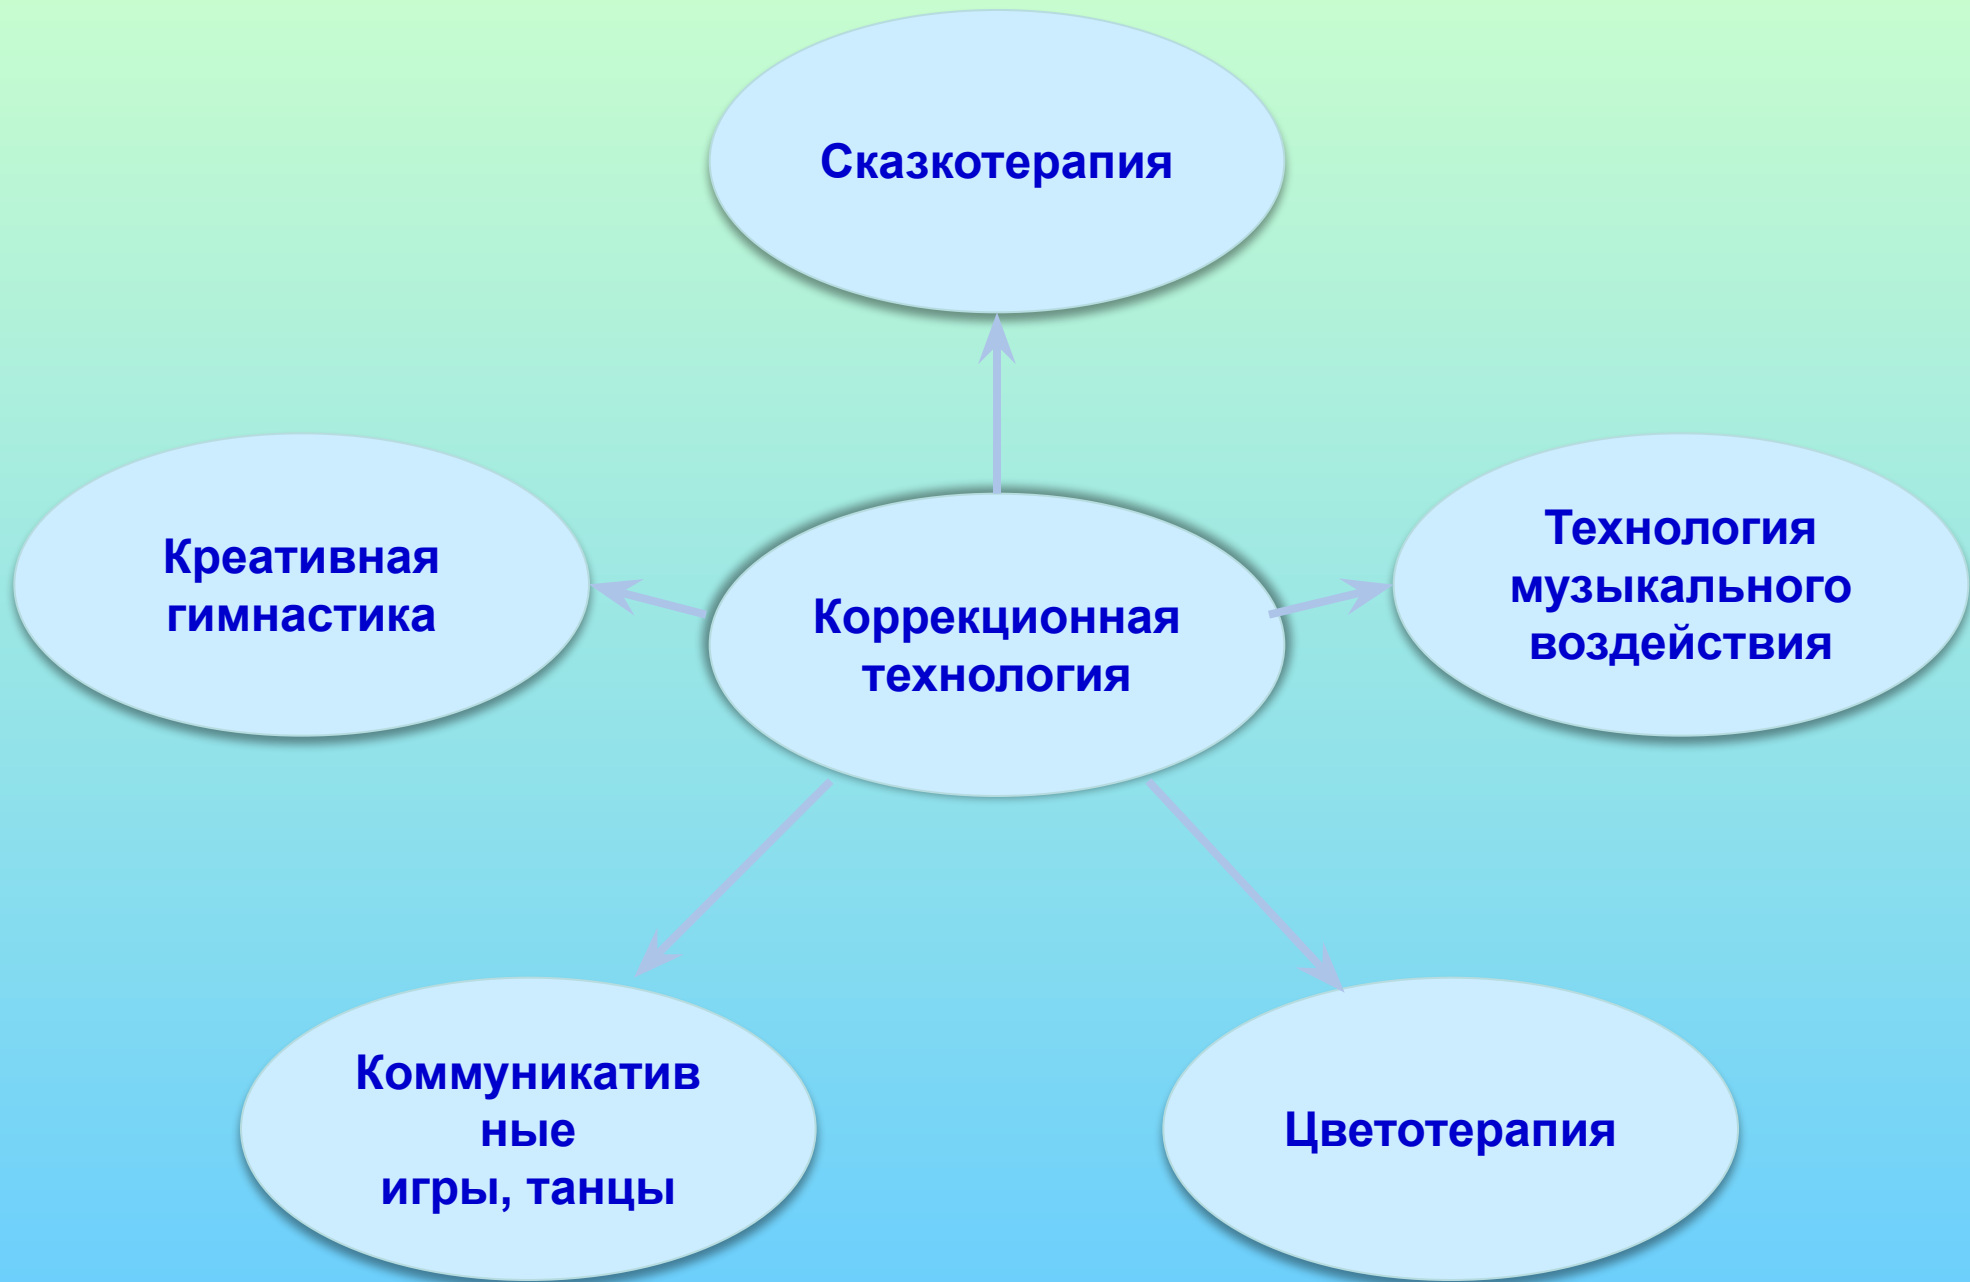 Сказкотерапия
Креативная
гимнастика
Коррекционная
технология
Технология
музыкального
воздействия
Коммуникатив
ные
игры, танцы
Цветотерапия